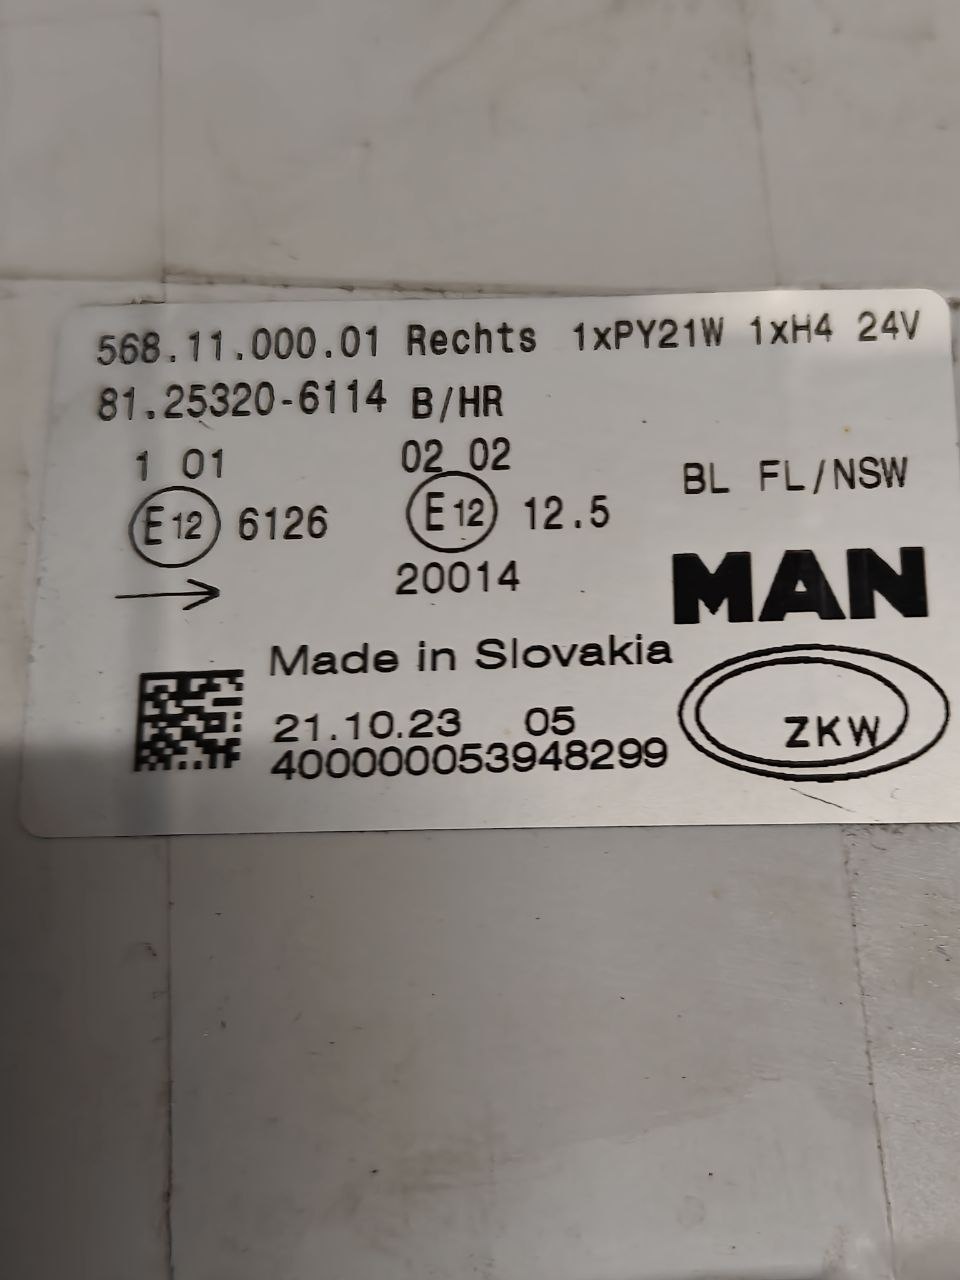 568.11.000.01 Rechts 1xPY21W 1xH4 24V
81.25320-6114 B/HR
1 01 02 02
E12 6126 E12 12.5 BL FL/NSW
20014
MAN
Made in Slovakia
21.10.23 05
400000053948299
ZKW